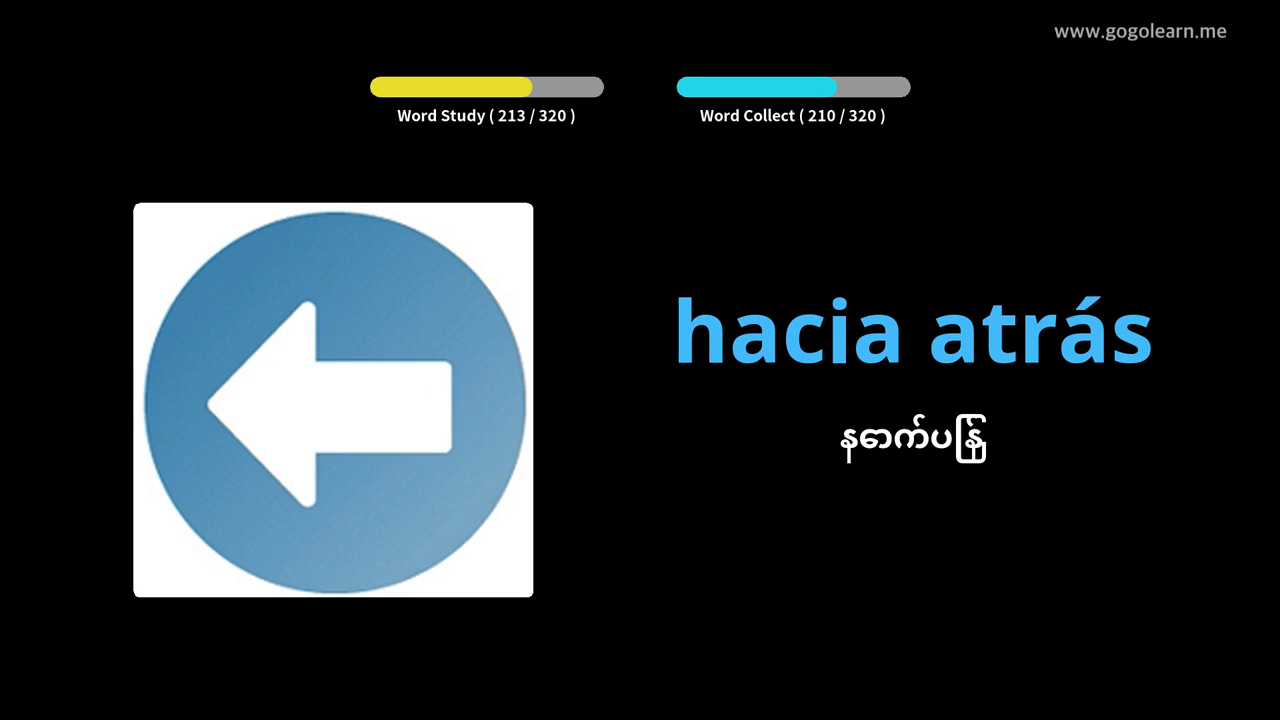 www.gogolearn.me
Word Study ( 213 / 320 )
Word Collect ( 210 / 320 )
hacia atrás
နောက်ပြန်